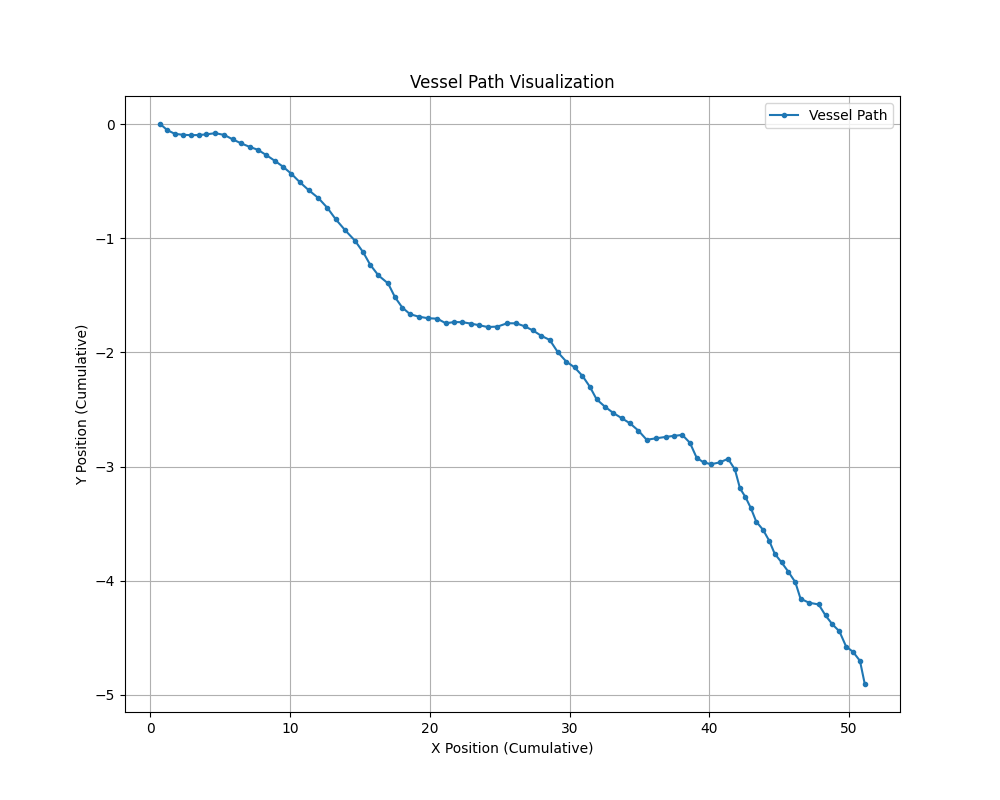 Vessel Path Visualization
Vessel Path
0
−1
−2
−3
−4
−5
Y Position (Cumulative)
0 10 20 30 40 50
X Position (Cumulative)